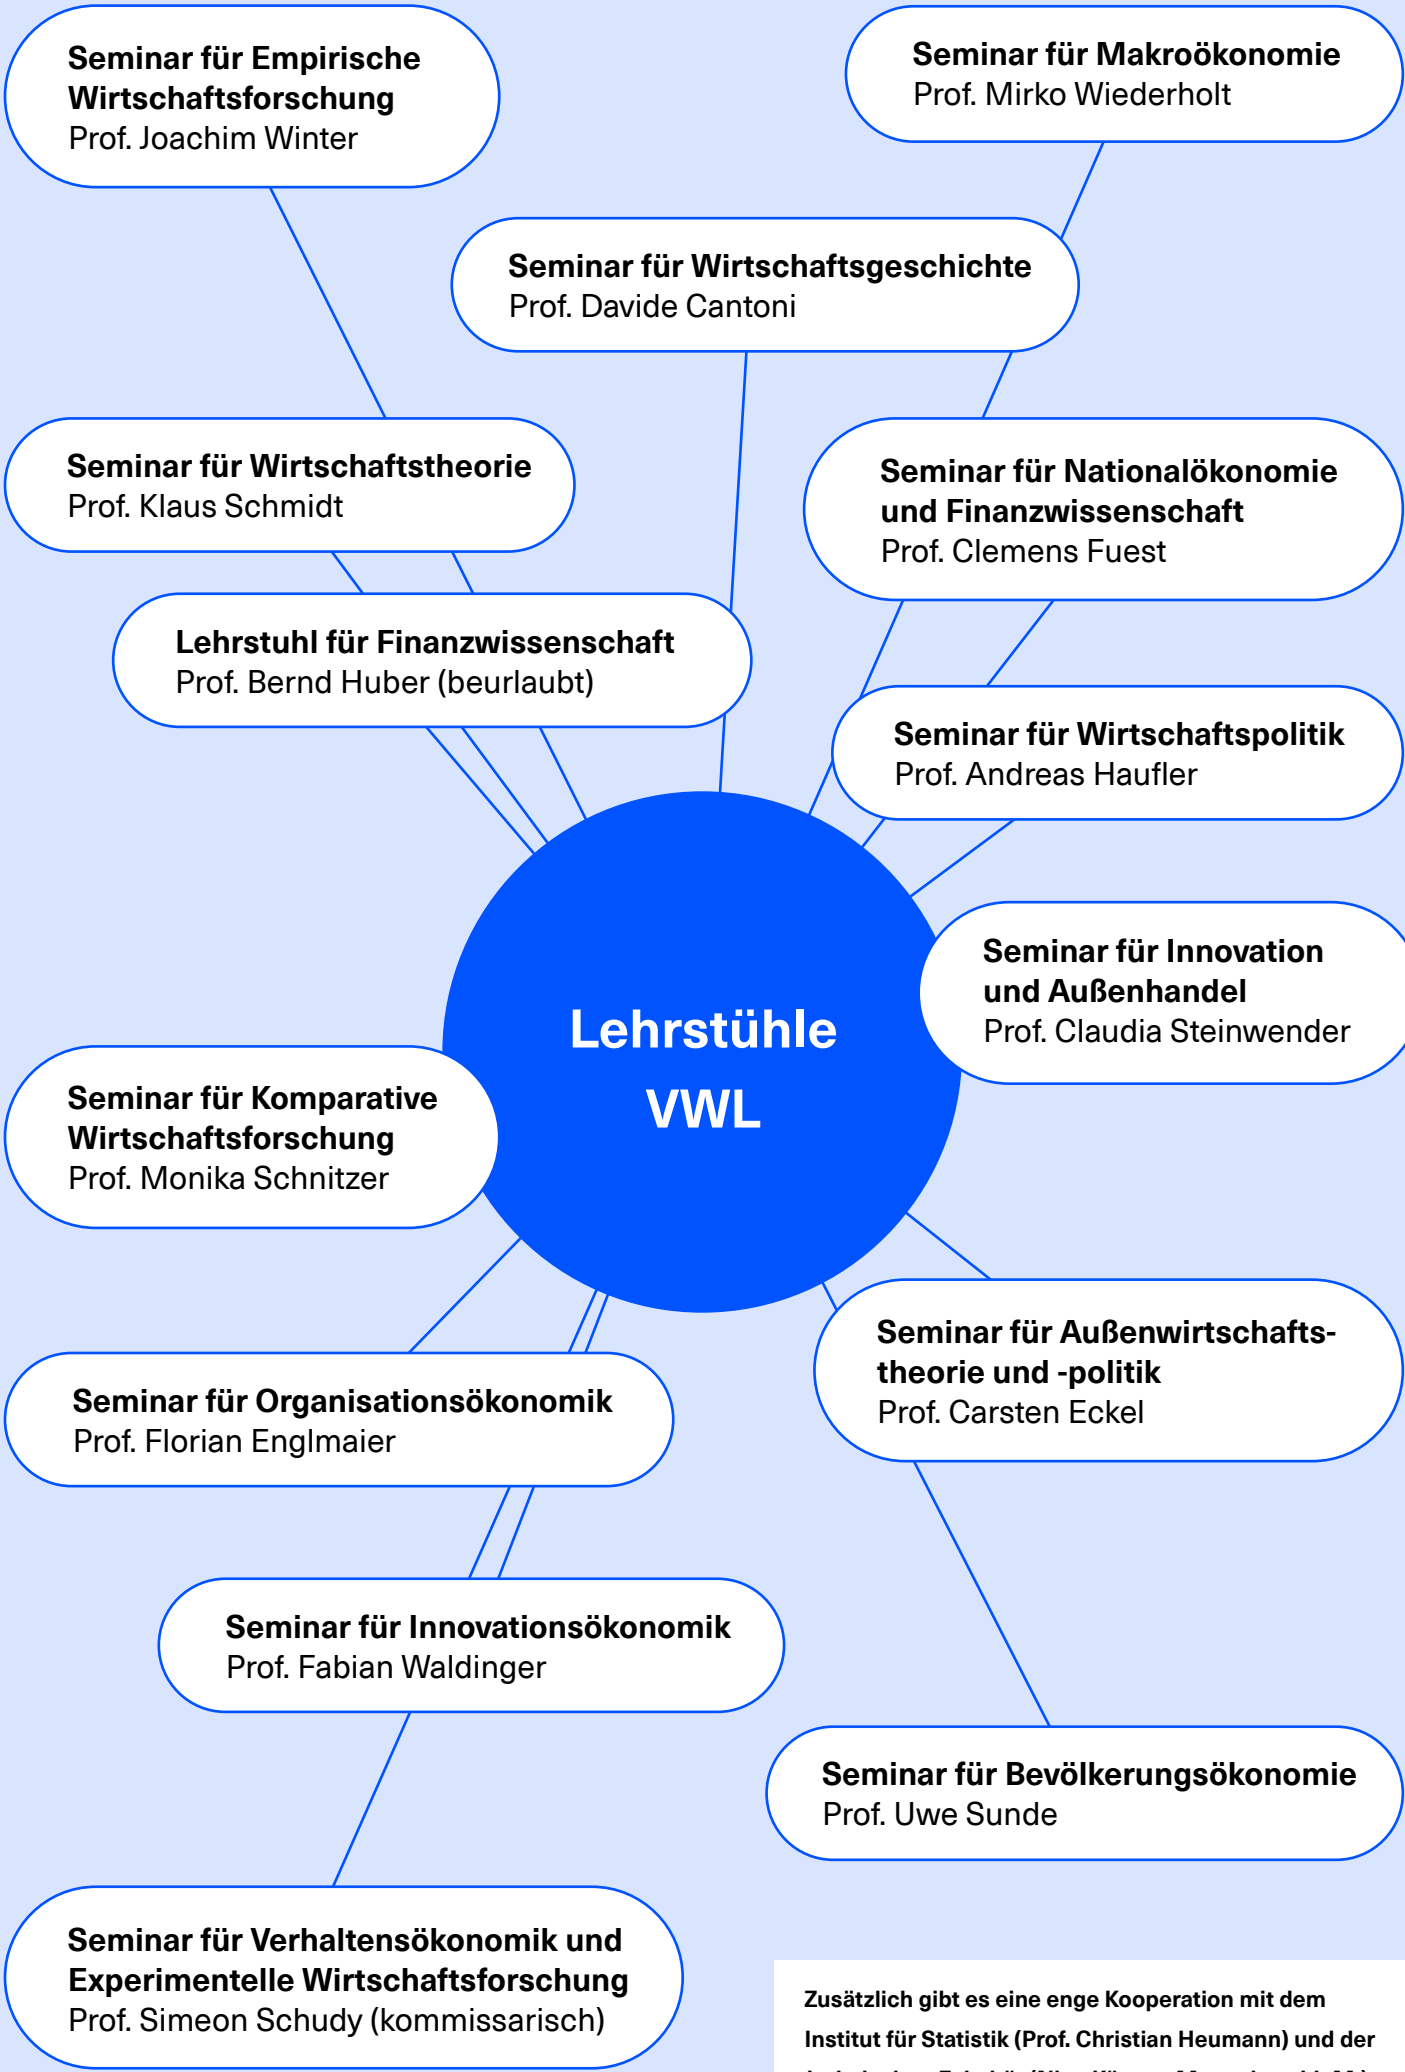 Seminar für Empirische
Wirtschaftsforschung
Prof. Joachim Winter
Seminar für Makroökonomie
Prof. Mirko Wiederholt
Seminar für Wirtschaftsgeschichte
Prof. Davide Cantoni
Seminar für Wirtschaftstheorie
Prof. Klaus Schmidt
Seminar für Nationalökonomie
und Finanzwissenschaft
Prof. Clemens Fuest
Lehrstuhl für Finanzwissenschaft
Prof. Bernd Huber (beurlaubt)
Seminar für Wirtschaftspolitik
Prof. Andreas Haufler
Seminar für Innovation
und Außenhandel
Prof. Claudia Steinwender
Lehrstühle
VWL
Seminar für Komparative
Wirtschaftsforschung
Prof. Monika Schnitzer
Seminar für Außenwirtschafts-
theorie und -politik
Prof. Carsten Eckel
Seminar für Organisationsökonomik
Prof. Florian Englmaier
Seminar für Innovationsökonomik
Prof. Fabian Waldinger
Seminar für Bevölkerungsökonomie
Prof. Uwe Sunde
Seminar für Verhaltensökonomik und
Experimentelle Wirtschaftsforschung
Prof. Simeon Schudy (kommissarisch)
Zusätzlich gibt es eine enge Kooperation mit dem
Institut für Statistik (Prof. Christian Heumann) und der